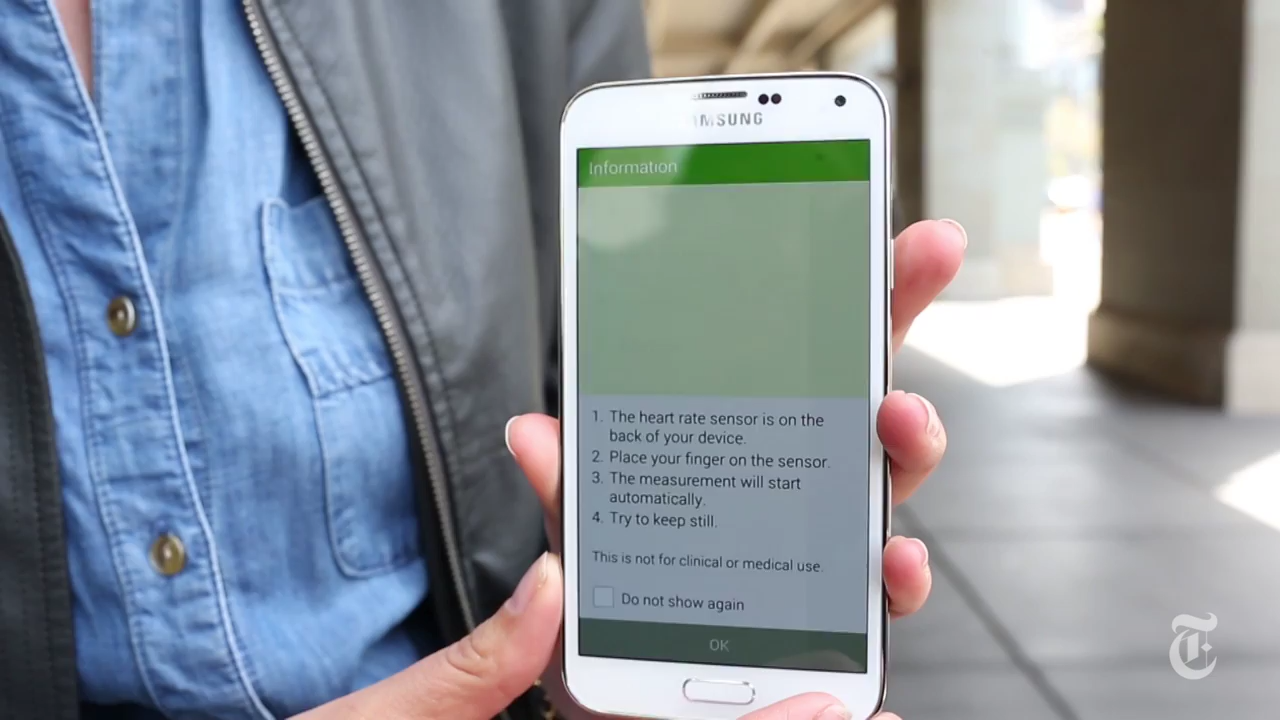 SAMSUNG
Information
1. The heart rate sensor is on the
back of your device.
2. Place your finger on the sensor.
3. The measurement will start
automatically.
4. Try to keep still.
This is not for clinical or medical use.
Do not show again
OK
T